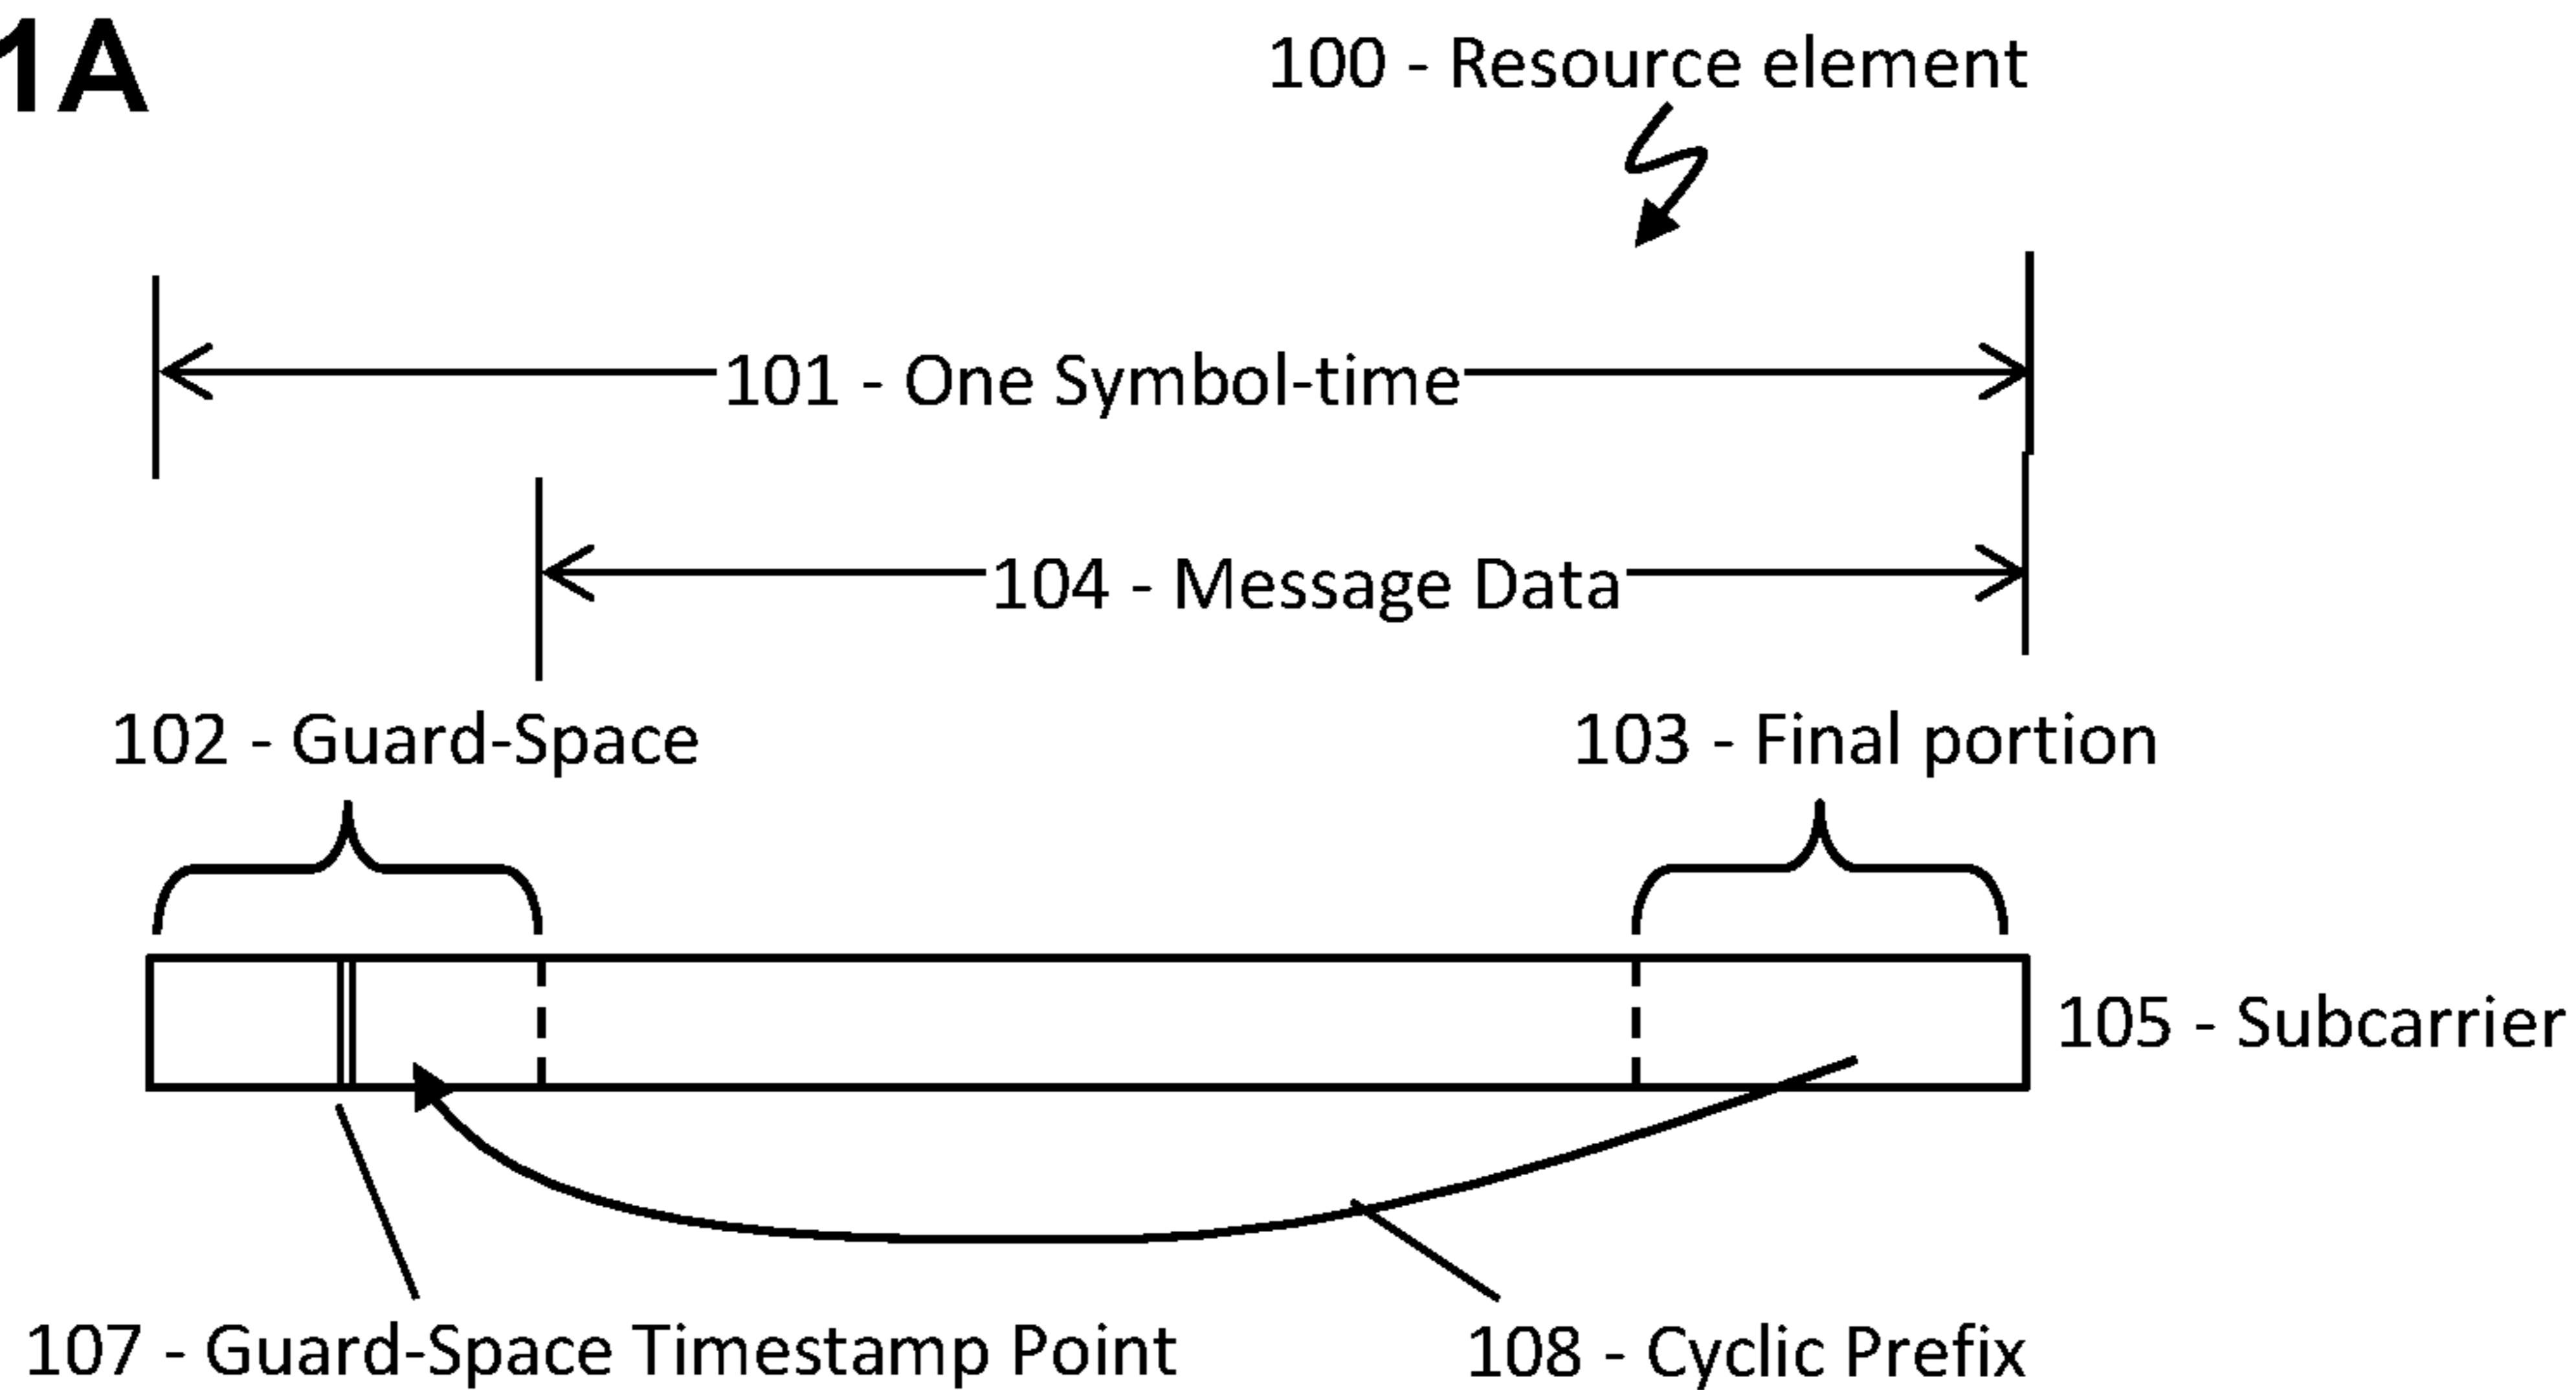 1A
100 - Resource element
101 - One Symbol-time
104 - Message Data
102 - Guard-Space
103 - Final portion
105 - Subcarrier
107 - Guard-Space Timestamp Point
108 - Cyclic Prefix